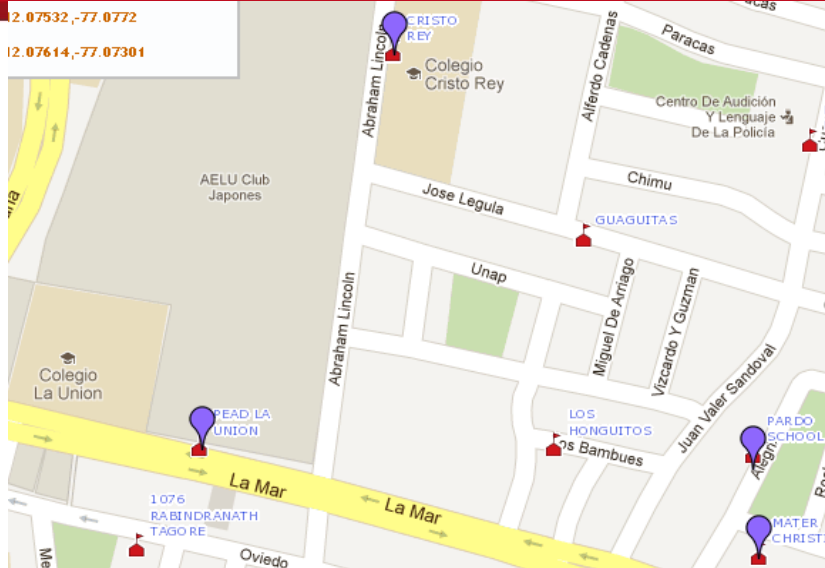 12.07532,-77.0772
12.07614,-77.07301
CRISTO
REY
Colegio
Cristo Rey
Abraham Lincoln
Alferdo Cadenas
Paracas
Centro De Audición
Y Lenguaje
De La Policía
AELU Club
Japones
Jose Legula
Chimu
GUAGUITAS
Unap
Abraham Lincoln
Miguel De Arriago
Vizcardo Y Guzman
Juan Valer Sandoval
Colegio
La Union
PEAD LA
UNION
LOS
HONGUITOS
Los Bambues
PARDO
SCHOOL
La Mar
La Mar
1076
RABINDRANATH
TAGORE
MATER
CHRIST
Oviedo